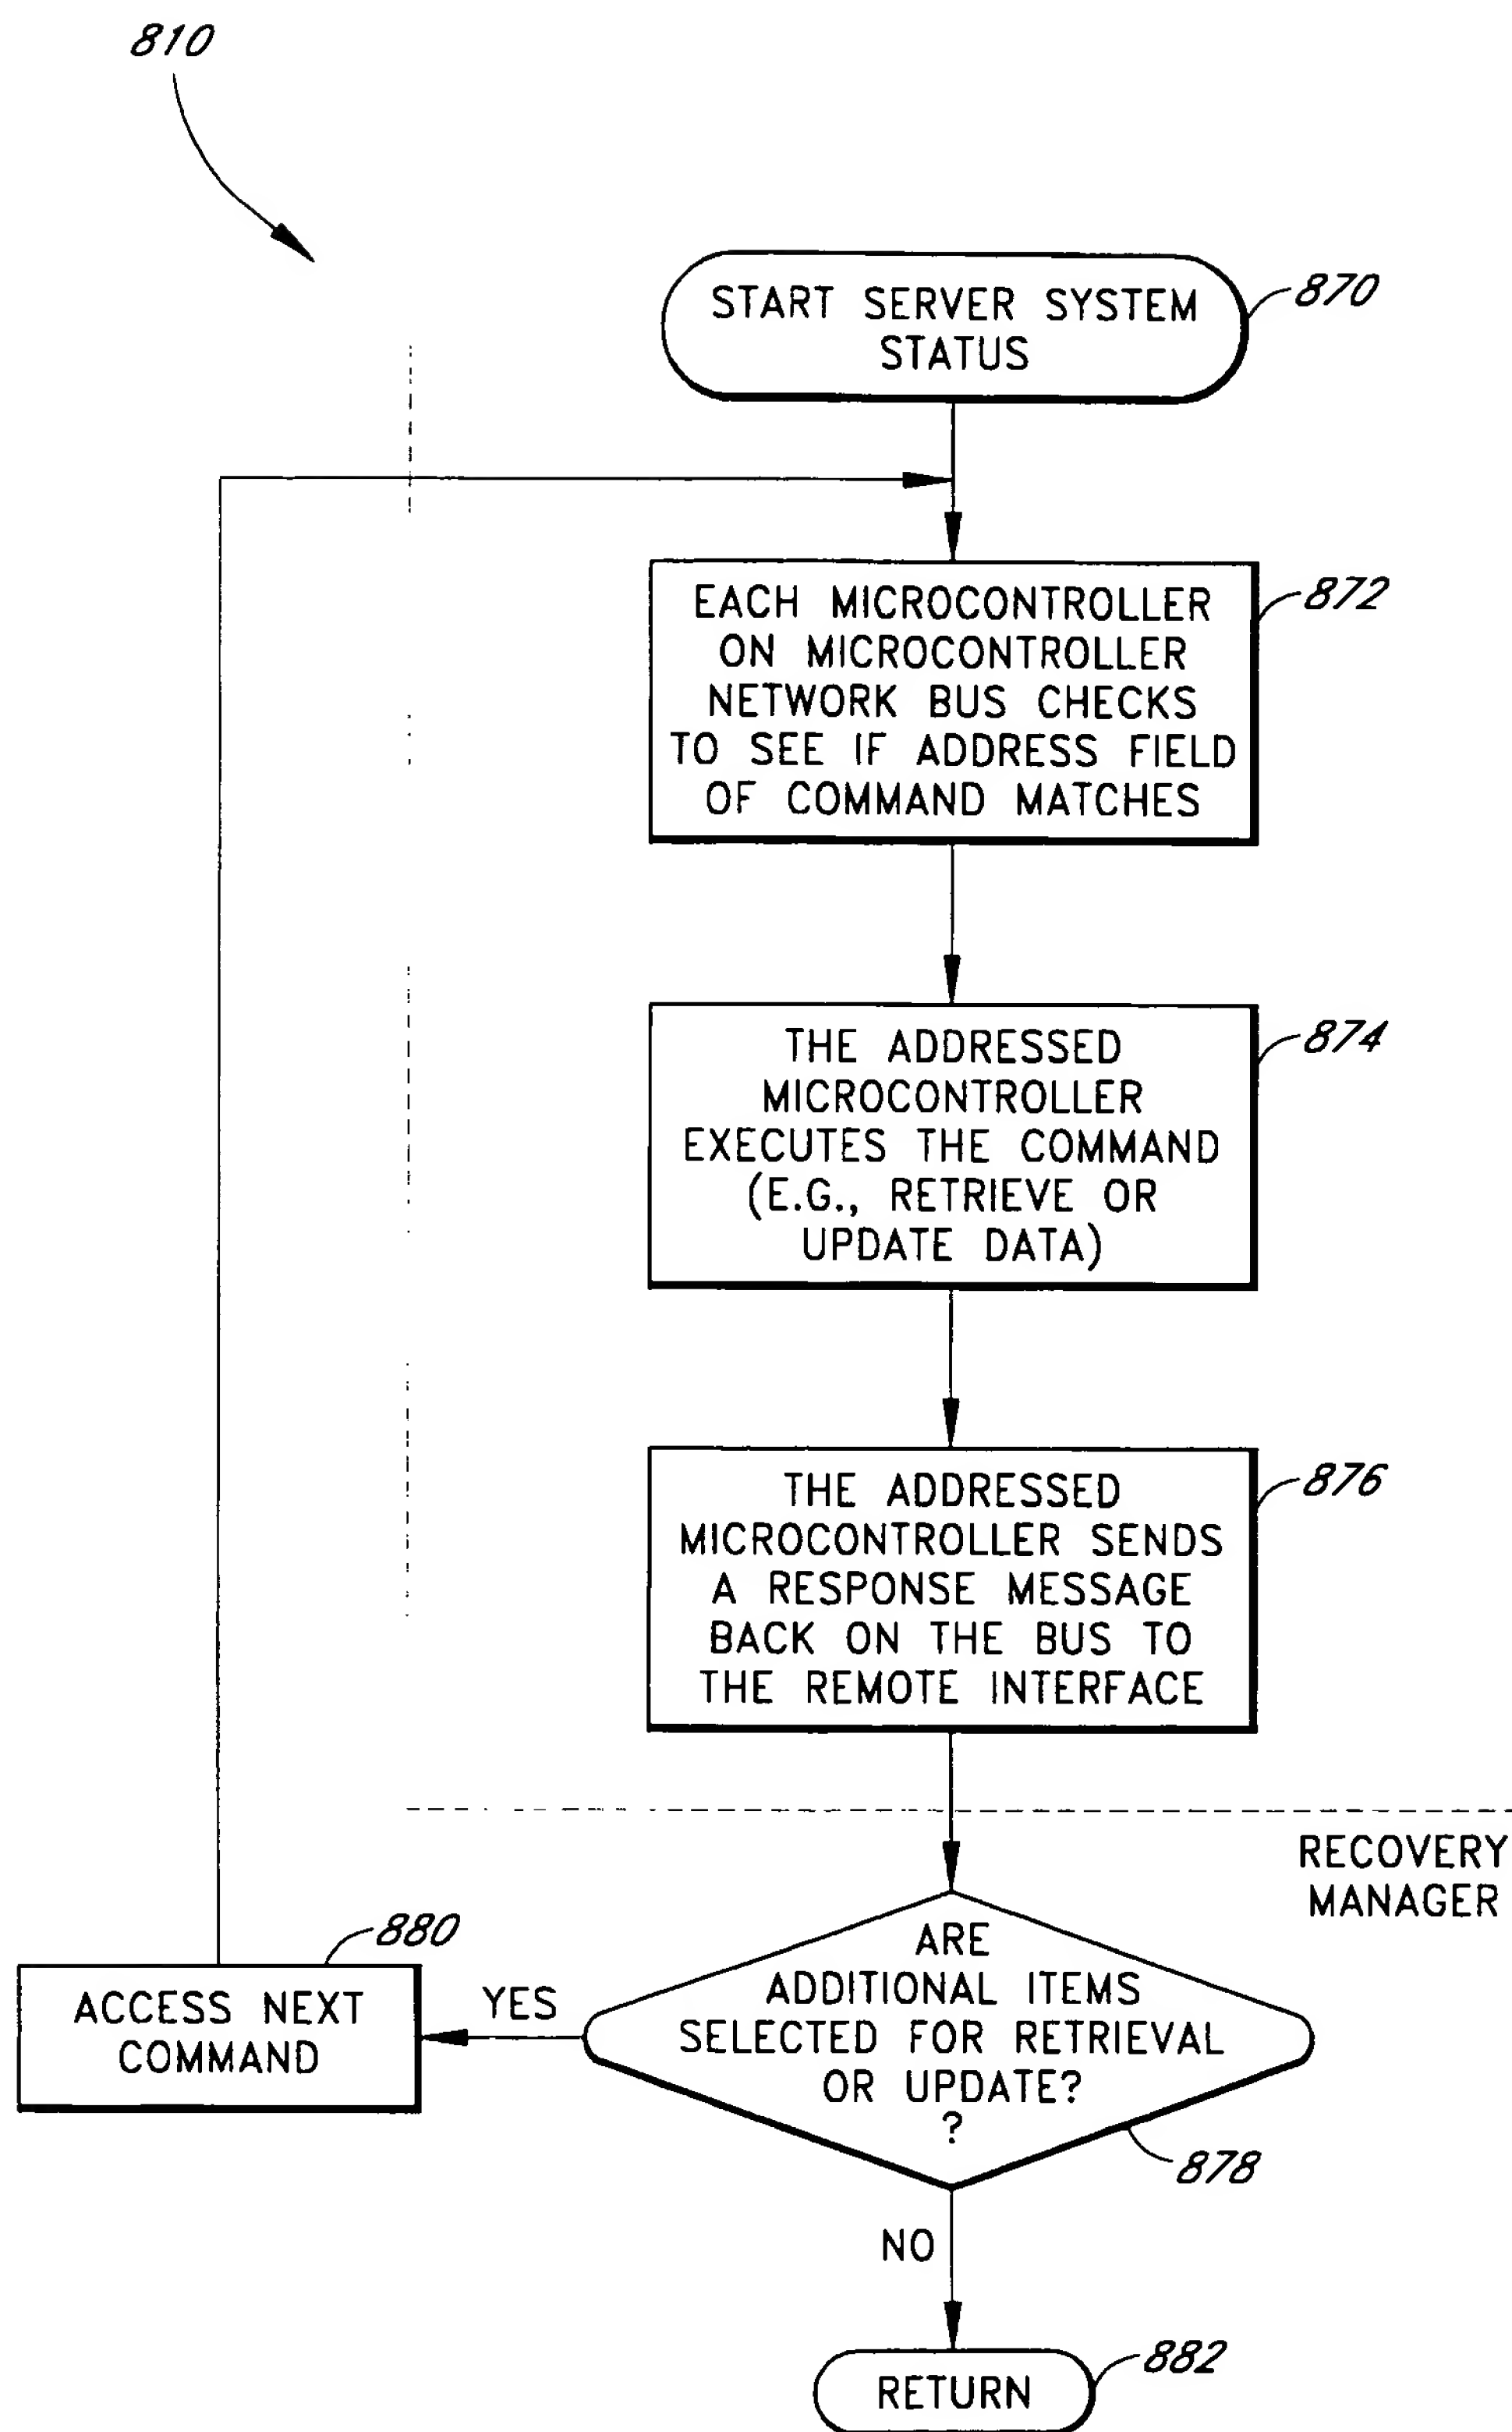 810
START SERVER SYSTEM
STATUS
870
EACH MICROCONTROLLER
ON MICROCONTROLLER
NETWORK BUS CHECKS
TO SEE IF ADDRESS FIELD
OF COMMAND MATCHES
872
THE ADDRESSED
MICROCONTROLLER
EXECUTES THE COMMAND
(E.G., RETRIEVE OR
UPDATE DATA)
874
THE ADDRESSED
MICROCONTROLLER SENDS
A RESPONSE MESSAGE
BACK ON THE BUS TO
THE REMOTE INTERFACE
876
RECOVERY
MANAGER
ARE
ADDITIONAL ITEMS
SELECTED FOR RETRIEVAL
OR UPDATE?
?
878
YES
880
ACCESS NEXT
COMMAND
NO
RETURN
882